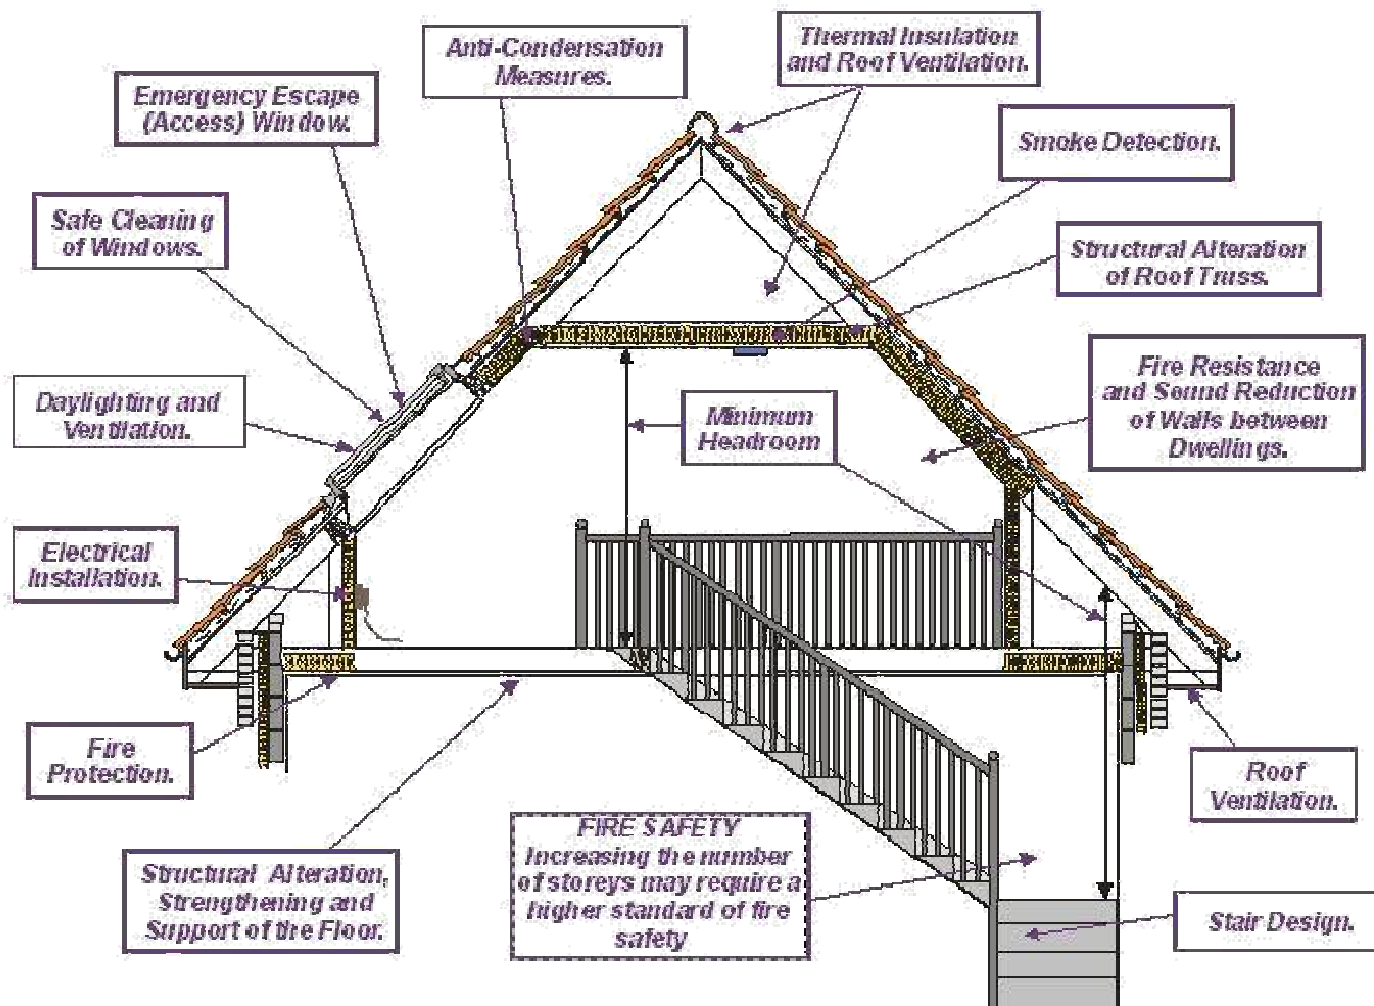 Anti-Condensation
Measures.
Thermal Insulation
and Roof Ventilation.
Emergency Escape
(Access) Window.
Smoke Detection.
Safe Cleaning
of Windows.
Structural Alteration
of Roof Truss.
Fire Resistance
and Sound Reduction
of Walls between
Dwellings.
Daylighting and
Ventilation.
Minimum
Headroom
Electrical
Installation.
Fire
Protection.
Roof
Ventilation.
FIRE SAFETY
Increasing the number
of storeys may require a
higher standard of fire
safety
Structural Alteration,
Strengthening and
Support of the Floor.
Stair Design.